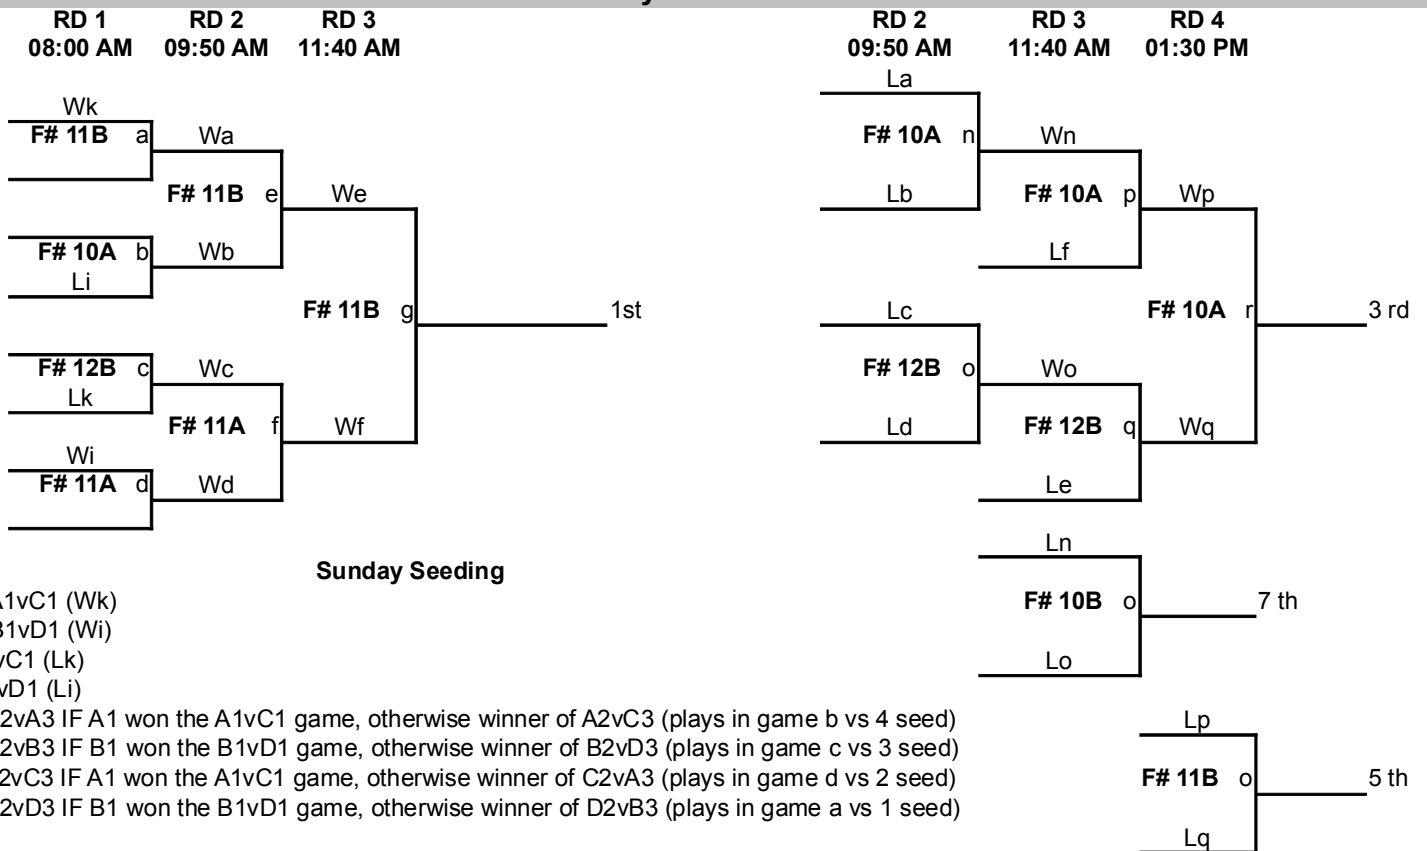 RD 1 RD 2 RD 3 RD 2 RD 3 RD 4
08:00 AM 09:50 AM 11:40 AM 09:50 AM 11:40 AM 01:30 PM
La
Wk
F# 11B a Wa F# 10A n Wn
F# 11B e We Lb F# 10A p Wp
F# 10A b Wb Lf
Li
F# 11B g 1st Lc F# 10A r 3 rd
F# 12B c Wc F# 12B o Wo
Lk
F# 11A f Wf Ld F# 12B q Wq
Wi
F# 11A d Wd Le
Ln
Sunday Seeding
1vC1 (Wk) F# 10B o 7 th
1vD1 (Wi)
vC1 (Lk) Lo
vD1 (Li)
2vA3 IF A1 won the A1vC1 game, otherwise winner of A2vC3 (plays in game b vs 4 seed) Lp
2vB3 IF B1 won the B1vD1 game, otherwise winner of B2vD3 (plays in game c vs 3 seed)
2vC3 IF A1 won the A1vC1 game, otherwise winner of C2vA3 (plays in game d vs 2 seed) F# 11B o 5 th
2vD3 IF B1 won the B1vD1 game, otherwise winner of D2vB3 (plays in game a vs 1 seed)
Lq